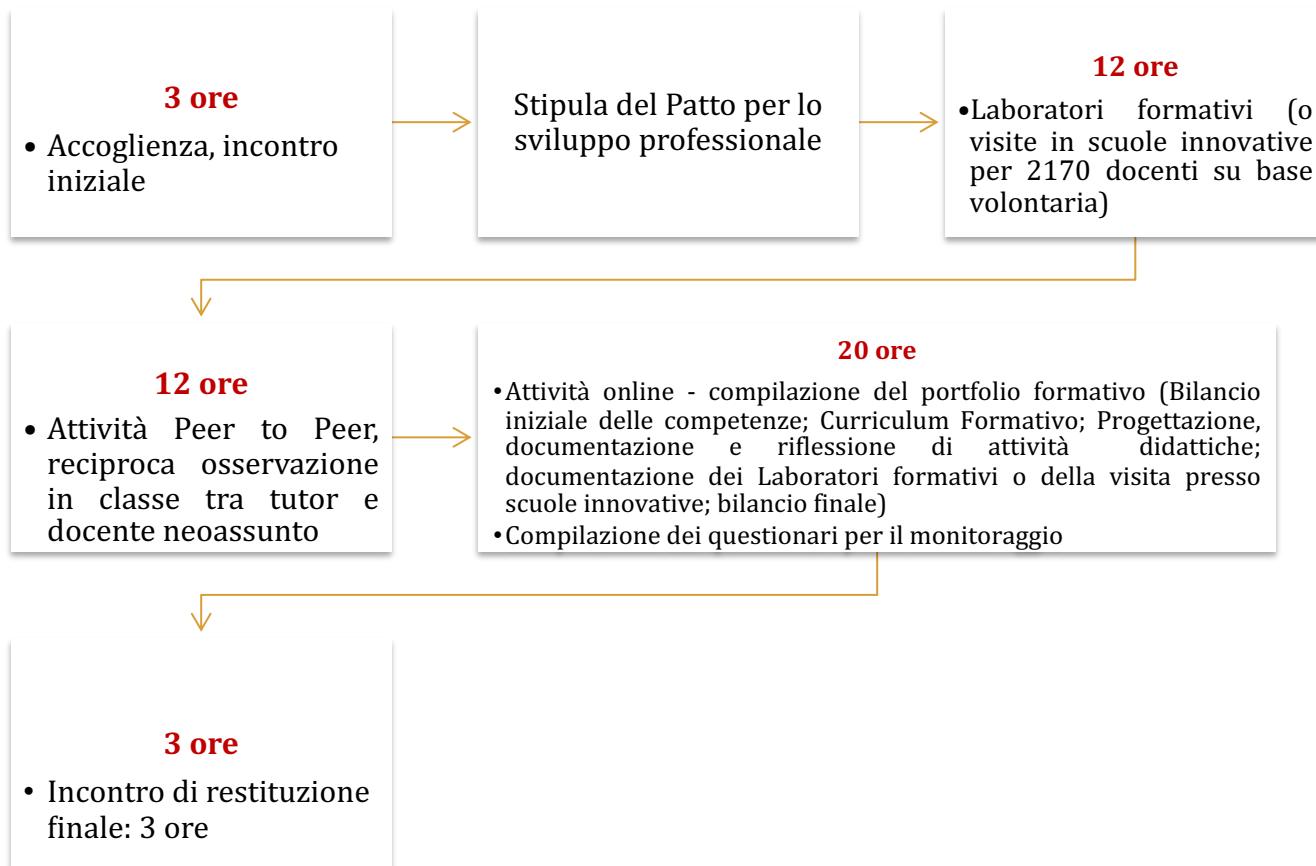 3 ore
• Accoglienza, incontro
iniziale
Stipula del Patto per lo
sviluppo professionale
12 ore
•Laboratori formativi (o
visite in scuole innovative
per 2170 docenti su base
volontaria)
12 ore
• Attività Peer to Peer,
reciproca osservazione
in classe tra tutor e
docente neoassunto
20 ore
•Attività online - compilazione del portfolio formativo (Bilancio
iniziale delle competenze; Curriculum Formativo; Progettazione,
documentazione e riflessione di attività didattiche;
documentazione dei Laboratori formativi o della visita presso
scuole innovative; bilancio finale)
•Compilazione dei questionari per il monitoraggio
3 ore
• Incontro di restituzione
finale: 3 ore